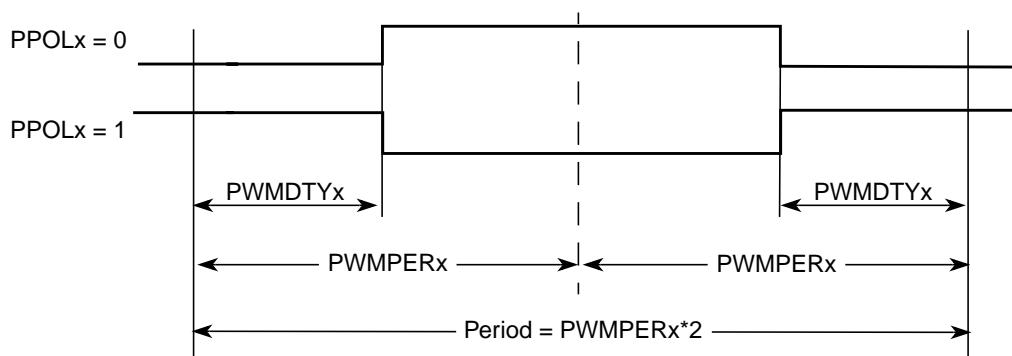 PPOLx = 0
PPOLx = 1
PWMDTYx
PWMDTYx
PWMPERx
PWMPERx
Period = PWMPERx*2